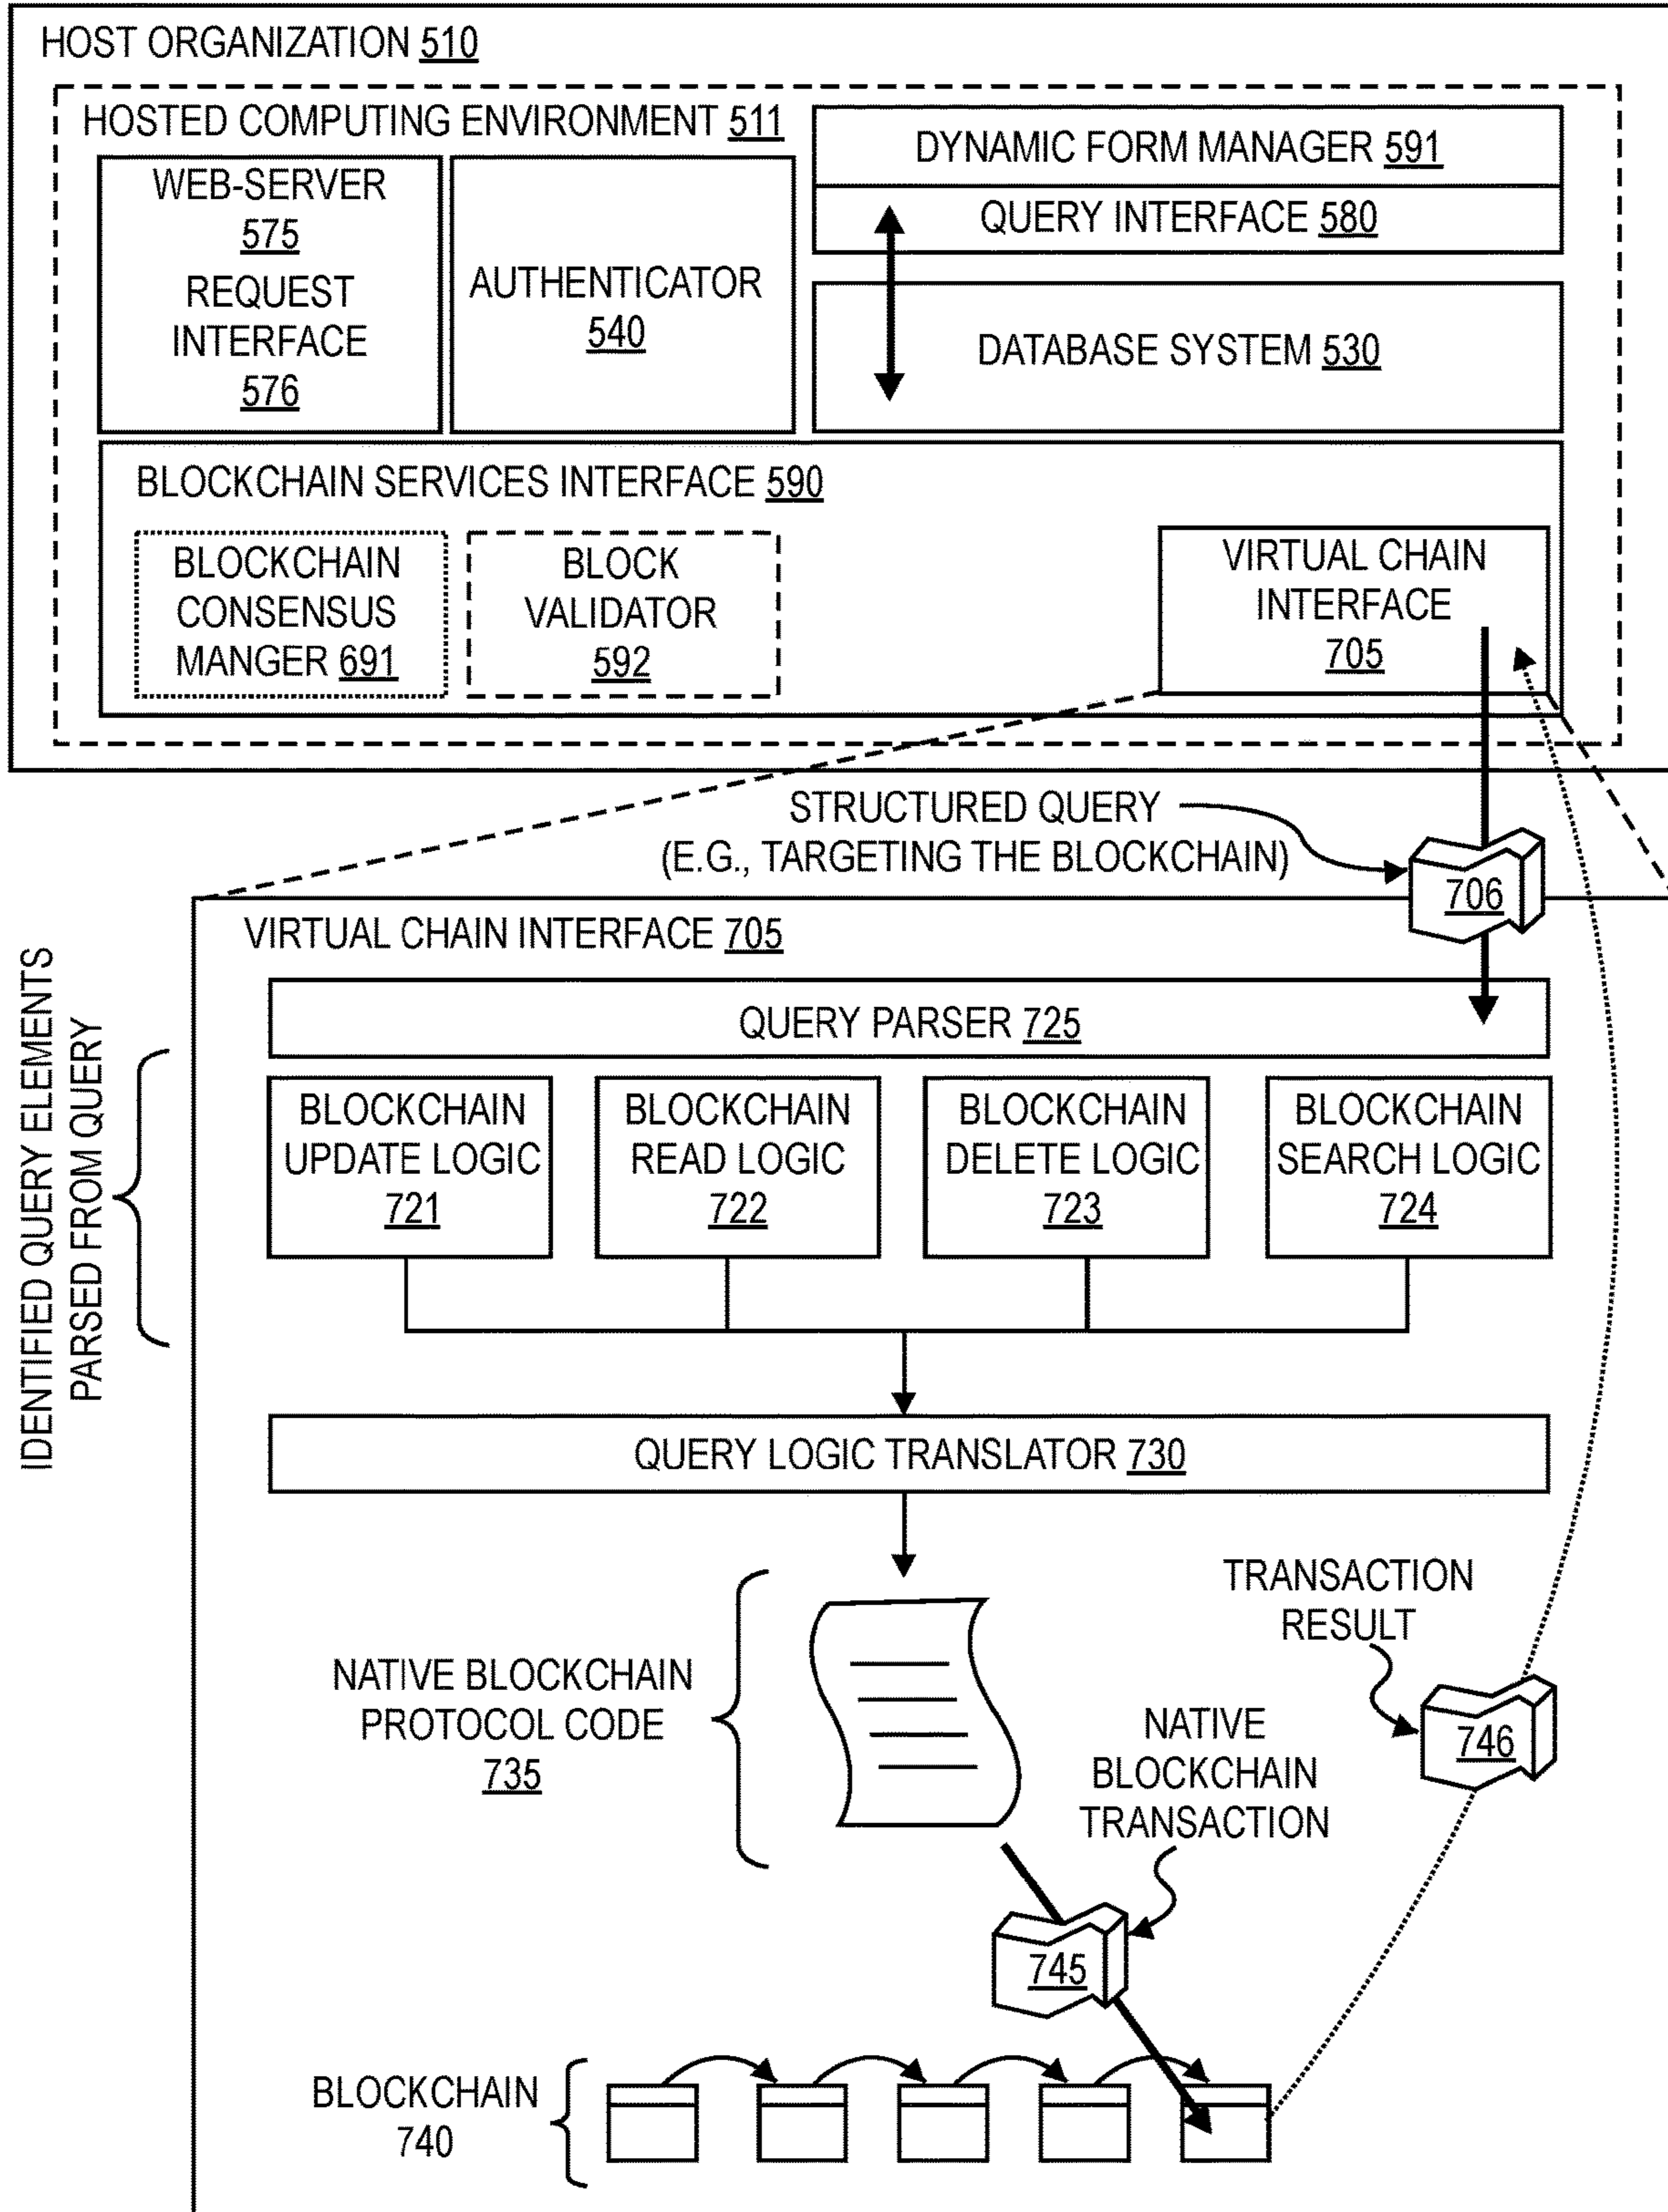 HOST ORGANIZATION 510
HOSTED COMPUTING ENVIRONMENT 511
WEB-SERVER
575
REQUEST
INTERFACE
576
AUTHENTICATOR
540
DYNAMIC FORM MANAGER 591
QUERY INTERFACE 580
DATABASE SYSTEM 530
BLOCKCHAIN SERVICES INTERFACE 590
BLOCKCHAIN
CONSENSUS
MANGER 691
BLOCK
VALIDATOR
592
VIRTUAL CHAIN
INTERFACE
705
STRUCTURED QUERY
(E.G., TARGETING THE BLOCKCHAIN)
706
VIRTUAL CHAIN INTERFACE 705
QUERY PARSER 725
IDENTIFIED QUERY ELEMENTS
PARSED FROM QUERY
BLOCKCHAIN
UPDATE LOGIC
721
BLOCKCHAIN
READ LOGIC
722
BLOCKCHAIN
DELETE LOGIC
723
BLOCKCHAIN
SEARCH LOGIC
724
QUERY LOGIC TRANSLATOR 730
NATIVE BLOCKCHAIN
PROTOCOL CODE
735
TRANSACTION
RESULT
746
NATIVE
BLOCKCHAIN
TRANSACTION
745
BLOCKCHAIN
740